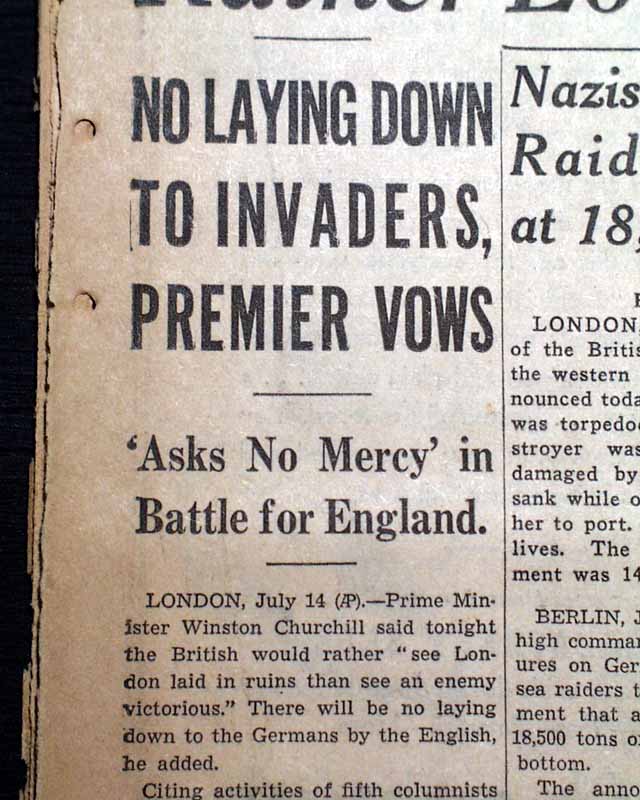 NO LAYING DOWN
TO INVADERS,
PREMIER VOWS
‘Asks No Mercy’ in
Battle for England.
LONDON, July 14 (AP).—Prime Min-
ister Winston Churchill said tonight
the British would rather “see Lon-
don laid in ruins than see an enemy
victorious.” There will be no laying
down to the Germans by the English,
he added.
Citing activities of fifth columnists
Nazis
Raid
at 18,
LONDON
of the Britis
the western
nounced toda
was torpedoe
stroyer was
damaged by
sank while o
her to port.
lives. The
ment was 14
BERLIN, J
high comman
ures on Ger
sea raiders t
ment that a
18,500 tons o
bottom.
The anno